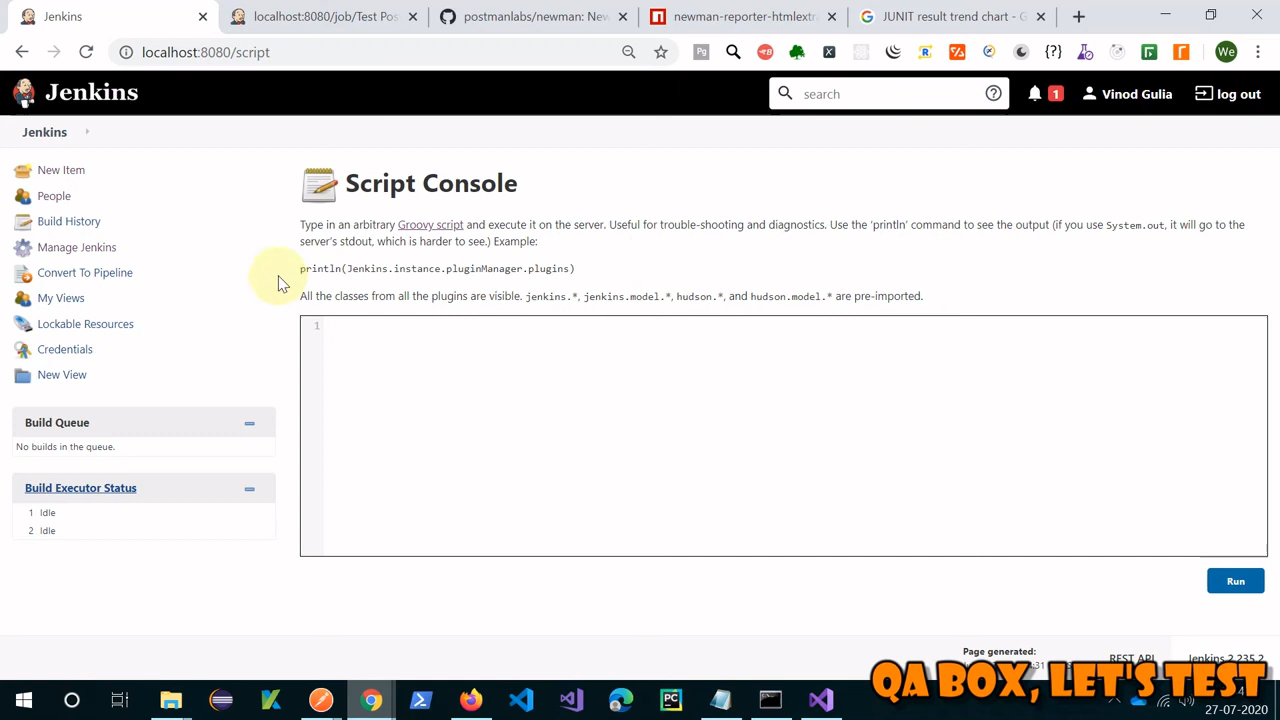 Jenkins
localhost:8080/job/Test Pos
postmanlabs/newman: New
newman-reporter-htmlextra
JUNIT result trend chart - G
localhost:8080/script
We
Jenkins
search
1
Vinod Gulia
log out
Jenkins
New Item
People
Build History
Manage Jenkins
Convert To Pipeline
My Views
Lockable Resources
Credentials
New View
Build Queue
No builds in the queue.
Build Executor Status
1 Idle
2 Idle
Script Console
Type in an arbitrary Groovy script and execute it on the server. Useful for trouble-shooting and diagnostics. Use the 'println' command to see the output (if you use System.out, it will go to the
server's stdout, which is harder to see.) Example:
println(Jenkins.instance.pluginManager.plugins)
All the classes from all the plugins are visible. jenkins.*, jenkins.model.*, hudson.*, and hudson.model.* are pre-imported.
1
Run
Page generated:
REST API
Jenkins 2.235.2
QA BOX, LET'S TEST
27-07-2020